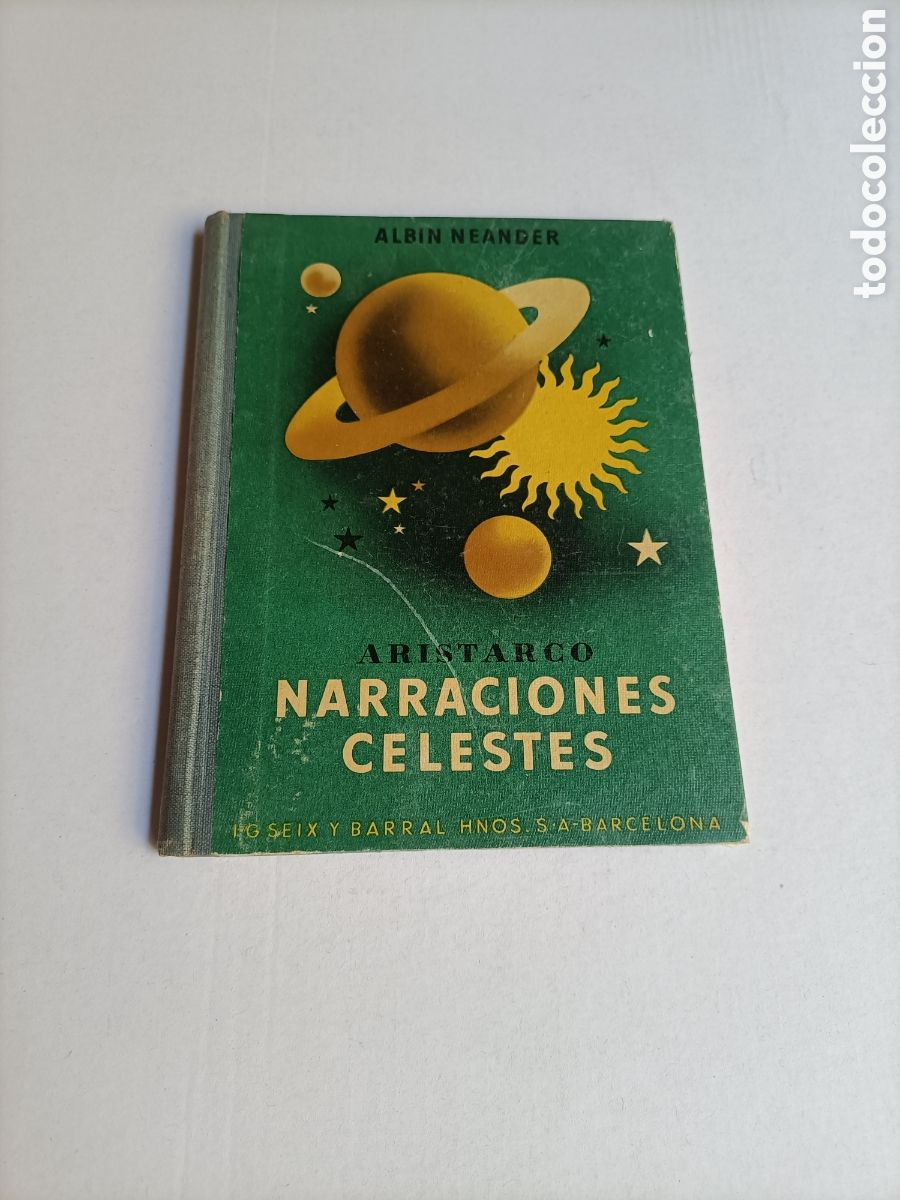 ALBIN NEANDER
ARISTARCO
NARRACIONES
CELESTES
I·G SEIX Y BARRAL HNOS. S·A-BARCELONA
todocoleccion